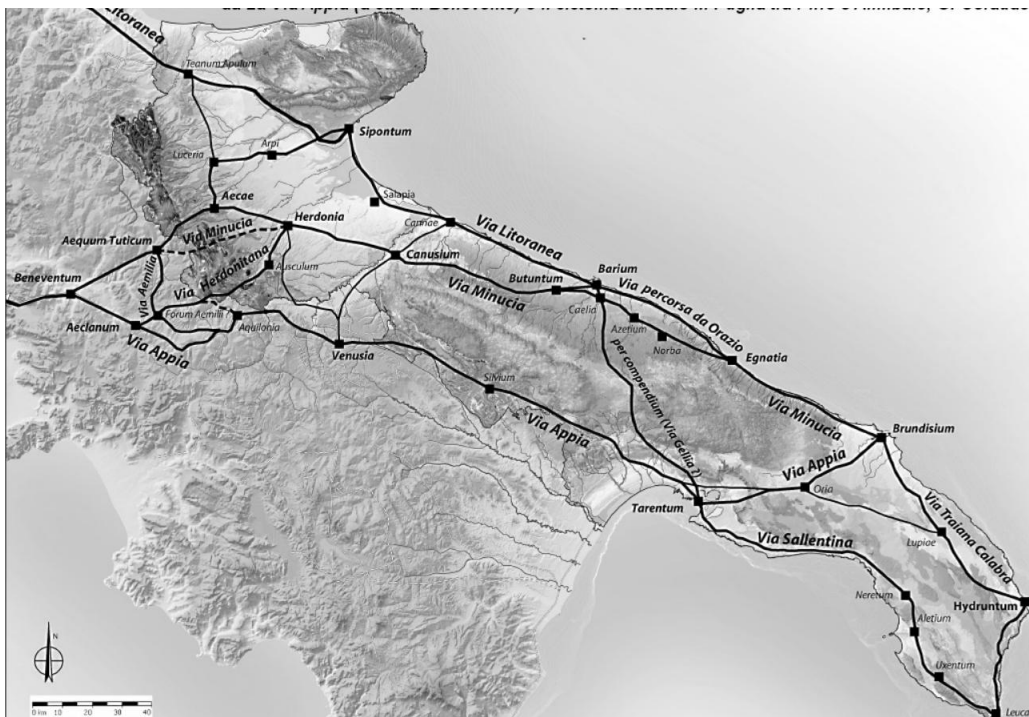 Litoranea
Teanum Apulum
Sipontum
Arpi
Luceria
Salapia
Aecae
Herdonia
Cannae
Via Litoranea
Via Minucia
Aequum Tuticum
Canusium
Barium
Via Herdonitana
Ausculum
Butuntum
Via percorsa da Orazio
Beneventum
Via Aemilia
Via Minucia
Caelia
Azetium
Aeclanum
Forum Aemilii ?
Aquilonia
Norba
Egnatia
Via Appia
Venusia
per compendium (Via Gellia ?)
Silvium
Via Minucia
Via Appia
Brundisium
Via Appia
Oria
Tarentum
Via Traiana Calabra
Via Sallentina
Lupiae
Neretum
Hydruntum
Aletium
N
Uxentum
Leuca
0 km 10 20 30 40